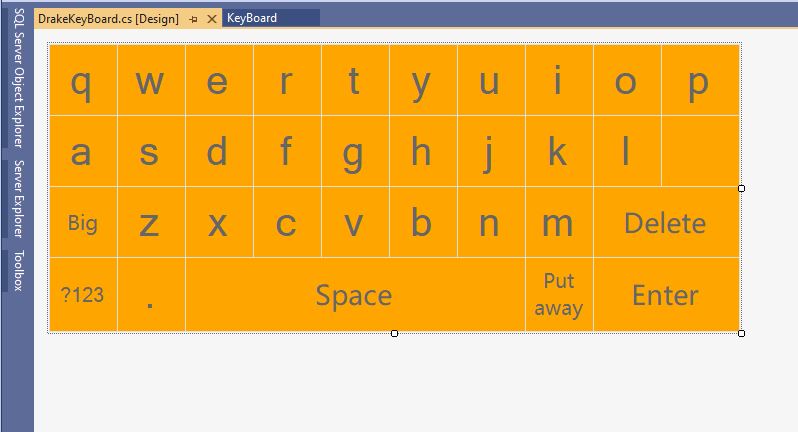 DrakeKeyBoard.cs [Design]
KeyBoard
SQL Server Object Explorer
Server Explorer
Toolbox
q w e r t y u i o p
a s d f g h j k l
Big z x c v b n m Delete
?123 . Space Put away Enter